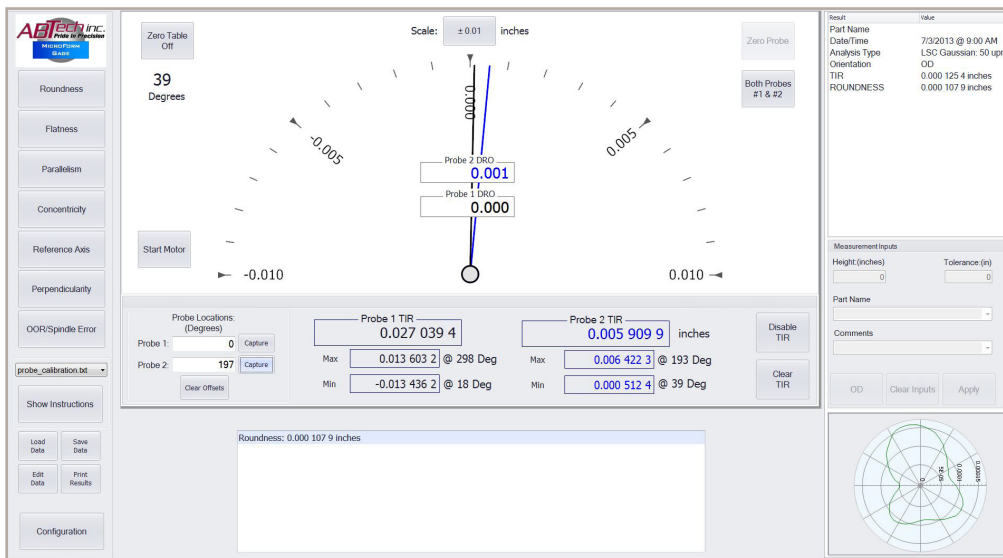 ABTech inc.
Pride in Precision
MICROFORM
GAGE
Roundness
Flatness
Parallelism
Concentricity
Reference Axis
Perpendicularity
OOR/Spindle Error
probe_calibration.txt
Show Instructions
Load Data
Save Data
Edit Data
Print Results
Configuration
Zero Table
Off
39
Degrees
Start Motor
Scale: ± 0.01 inches
Zero Probe
Both Probes
#1 & #2
-0.010
-0.005
0.000
0.005
0.010
Probe 2 DRO
0.001
Probe 1 DRO
0.000
Probe Locations:
(Degrees)
Probe 1: 0 Capture
Probe 2: 197 Capture
Clear Offsets
Probe 1 TIR
0.027 039 4
Max 0.013 603 2 @ 298 Deg
Min -0.013 436 2 @ 18 Deg
Probe 2 TIR
0.005 909 9 inches
Max 0.006 422 3 @ 193 Deg
Min 0.000 512 4 @ 39 Deg
Disable
TIR
Clear
TIR
Roundness: 0.000 107 9 inches
Result Value
Part Name
Date/Time 7/3/2013 @ 9:00 AM
Analysis Type LSC Gaussian: 50 upr
Orientation OD
TIR 0.000 125 4 inches
ROUNDNESS 0.000 107 9 inches
Measurement Inputs
Height:(inches) Tolerance:(in)
0 0
Part Name
Comments
OD
Clear Inputs
Apply
0
5E-05
0.0001
0.00015